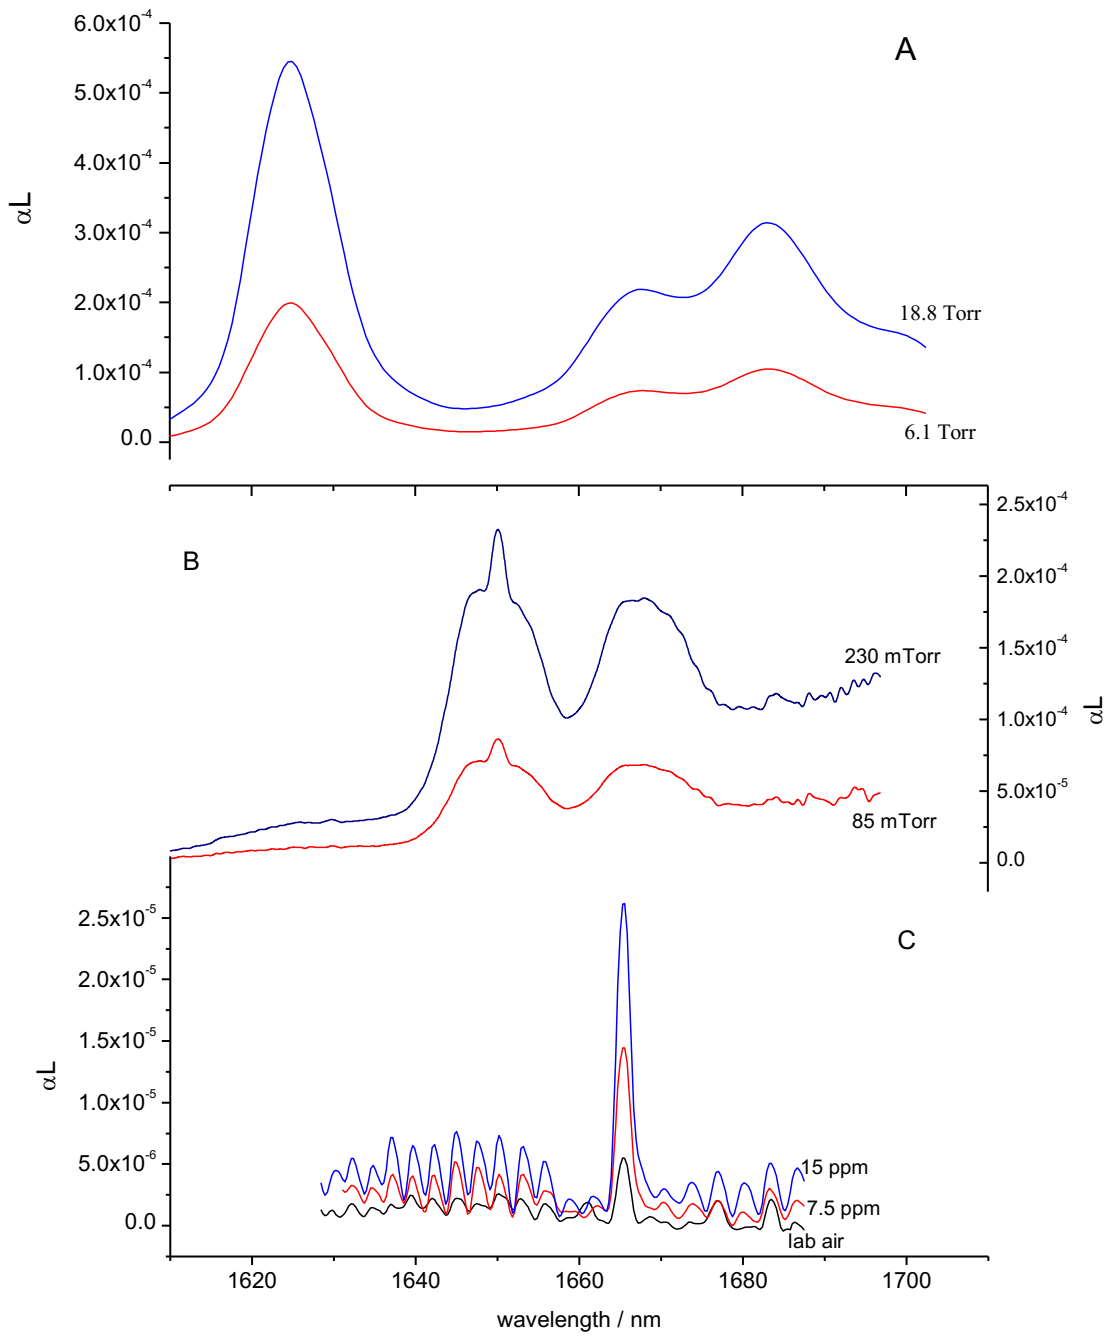 A
6.0x10⁻⁴
5.0x10⁻⁴
4.0x10⁻⁴
3.0x10⁻⁴
2.0x10⁻⁴
1.0x10⁻⁴
0.0
αL
18.8 Torr
6.1 Torr
B
2.5x10⁻⁴
2.0x10⁻⁴
1.5x10⁻⁴
1.0x10⁻⁴
5.0x10⁻⁵
0.0
αL
230 mTorr
85 mTorr
C
2.5x10⁻⁵
2.0x10⁻⁵
1.5x10⁻⁵
1.0x10⁻⁵
5.0x10⁻⁶
0.0
αL
15 ppm
7.5 ppm
lab air
1620 1640 1660 1680 1700
wavelength / nm